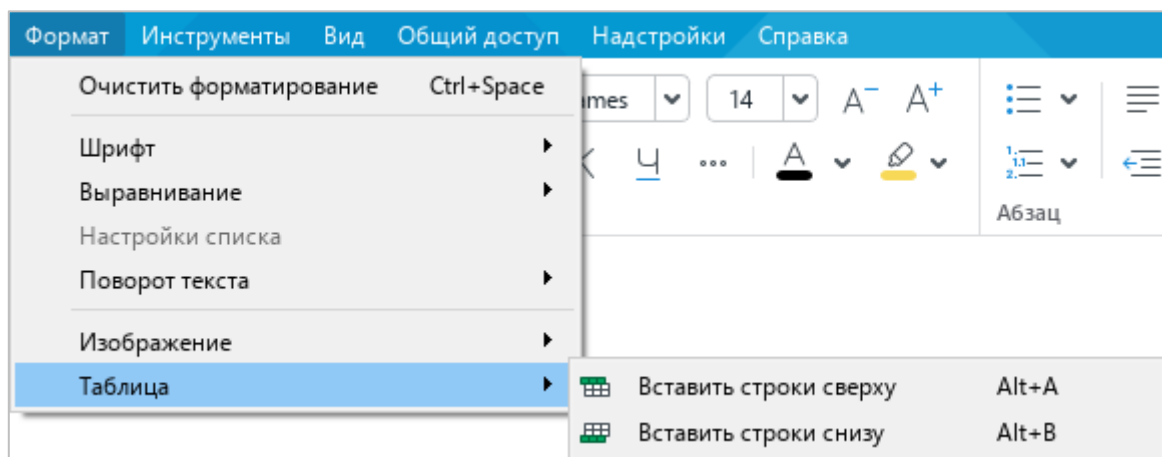 Формат Инструменты Вид Общий доступ Надстройки Справка
Очистить форматирование Ctrl+Space
14 A⁻ A⁺
Шрифт
Ч A
Выравнивание
Абзац
Настройки списка
Поворот текста
Изображение
Таблица
Вставить строки сверху Alt+A
Вставить строки снизу Alt+B